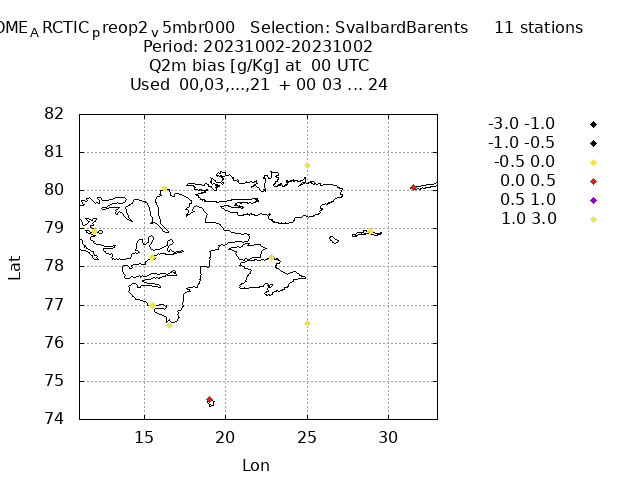 OME_A RCTIC_p reop2_v 5mbr000 Selection: SvalbardBarents 11 stations
Period: 20231002-20231002
Q2m bias [g/Kg] at 00 UTC
Used 00,03,...,21 + 00 03 ... 24
82
81
80
79
78
77
76
75
74
15 20 25 30
Lat
Lon
-3.0 -1.0
-1.0 -0.5
-0.5 0.0
0.0 0.5
0.5 1.0
1.0 3.0